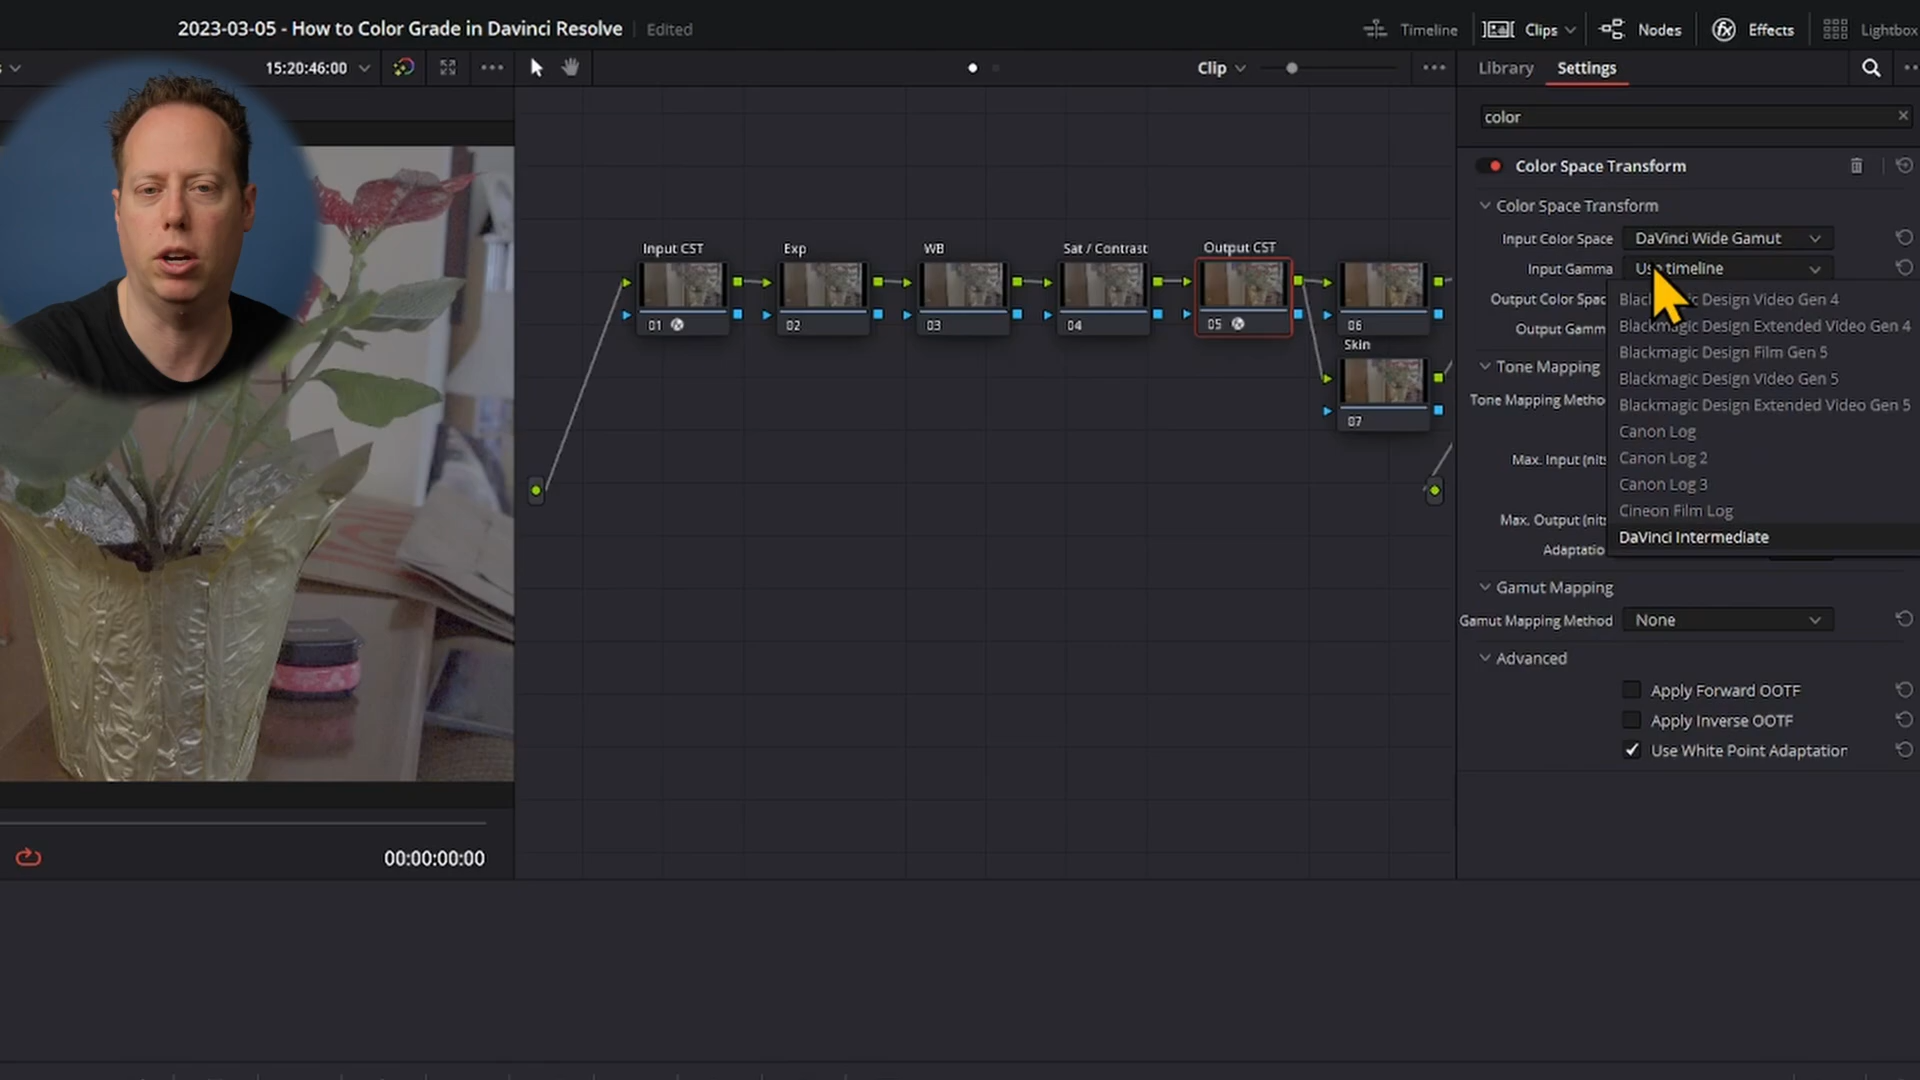 2023-03-05 - How to Color Grade in Davinci Resolve
Edited
Timeline
Clips
Nodes
Effects
Lightbox
15:20:46:00
Clip
Library
Settings
color
Color Space Transform
Color Space Transform
Input Color Space
DaVinci Wide Gamut
Input Gamma
Use timeline
Output Color Spac
Output Gamm
Blackmagic Design Video Gen 4
Blackmagic Design Extended Video Gen 4
Blackmagic Design Film Gen 5
Blackmagic Design Video Gen 5
Blackmagic Design Extended Video Gen 5
Canon Log
Canon Log 2
Canon Log 3
Cineon Film Log
DaVinci Intermediate
Tone Mapping
Tone Mapping Metho
Max. Input (nits
Max. Output (nits
Adaptatio
Gamut Mapping
Gamut Mapping Method
None
Advanced
Apply Forward OOTF
Apply Inverse OOTF
Use White Point Adaptation
Input CST
Exp
WB
Sat / Contrast
Output CST
01
02
03
04
05
06
Skin
07
00:00:00:00